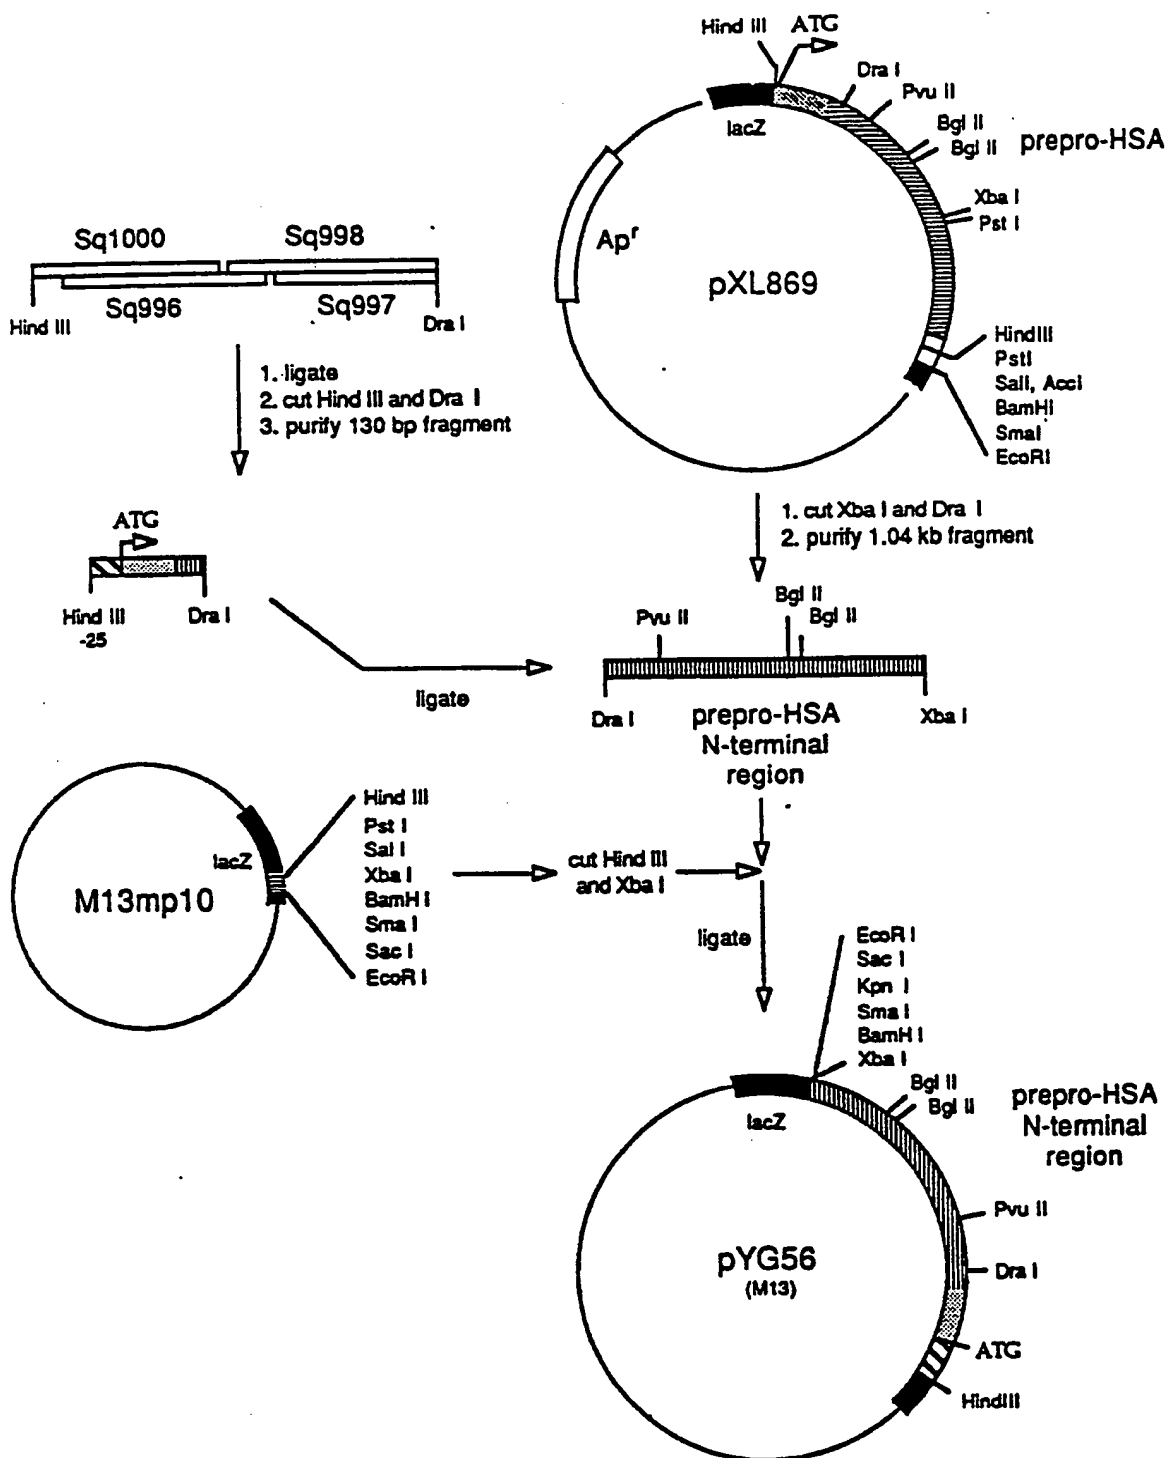 Hind III
ATG
Dra I
Pvu II
Bgl II
Bgl II
prepro-HSA
lacZ
Xba I
Pst I
Apr
pXL869
HindIII
PstI
SalI, AccI
BamHI
SmaI
EcoRI
Sq1000
Sq998
Sq996
Sq997
Hind III
Dra I
1. ligate
2. cut Hind III and Dra I
3. purify 130 bp fragment
1. cut Xba I and Dra I
2. purify 1.04 kb fragment
ATG
Hind III
-25
Dra I
ligate
Pvu II
Bgl II
Bgl II
Dra I
Xba I
prepro-HSA
N-terminal
region
M13mp10
lacZ
Hind III
Pst I
Sal I
Xba I
BamH I
Sma I
Sac I
EcoR I
cut Hind III
and Xba I
ligate
EcoR I
Sac I
Kpn I
Sma I
BamH I
Xba I
Bgl II
Bgl II
prepro-HSA
N-terminal
region
lacZ
pYG56
(M13)
Pvu II
Dra I
ATG
HindIII